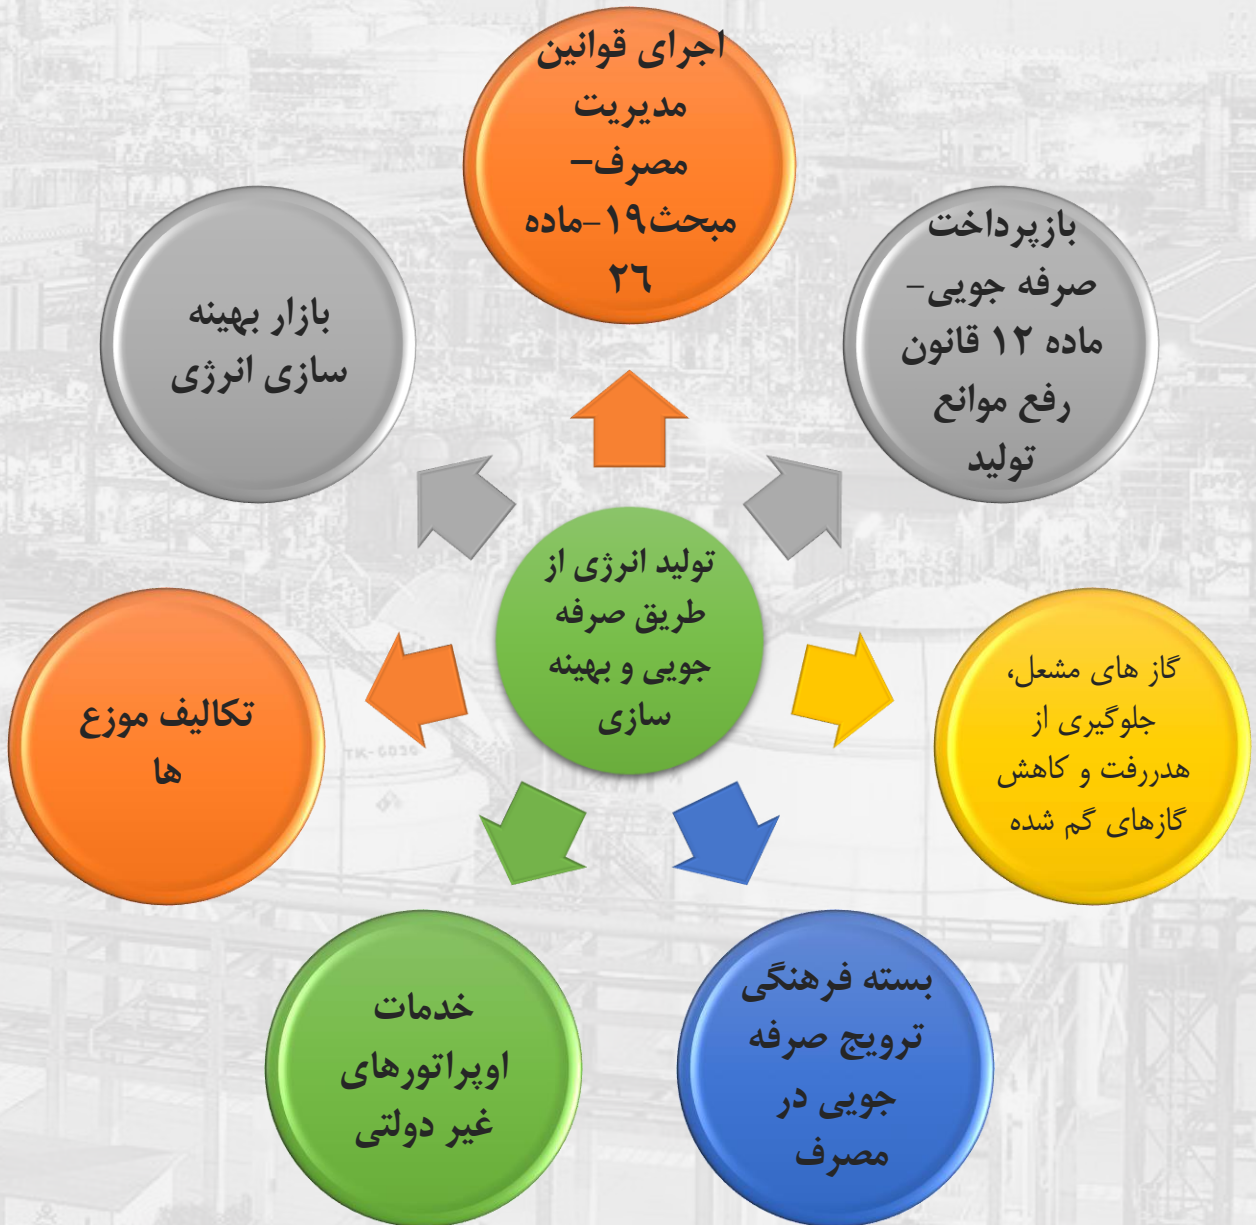 اجرای قوانین
مدیریت
مصرف–
مبحث۱۹-ماده
۲۶
بازپرداخت
صرفه جویی-
ماده ۱۲ قانون
رفع موانع
تولید
بازار بهینه
سازی انرژی
تولید انرژی از
طریق صرفه
جویی و بهینه
سازی
گاز های مشعل،
جلوگیری از
هدررفت و کاهش
گازهای گم شده
تکالیف موزع
ها
TK-6030
بسته فرهنگی
ترویج صرفه
جویی در
مصرف
خدمات
اوپراتورهای
غیر دولتی